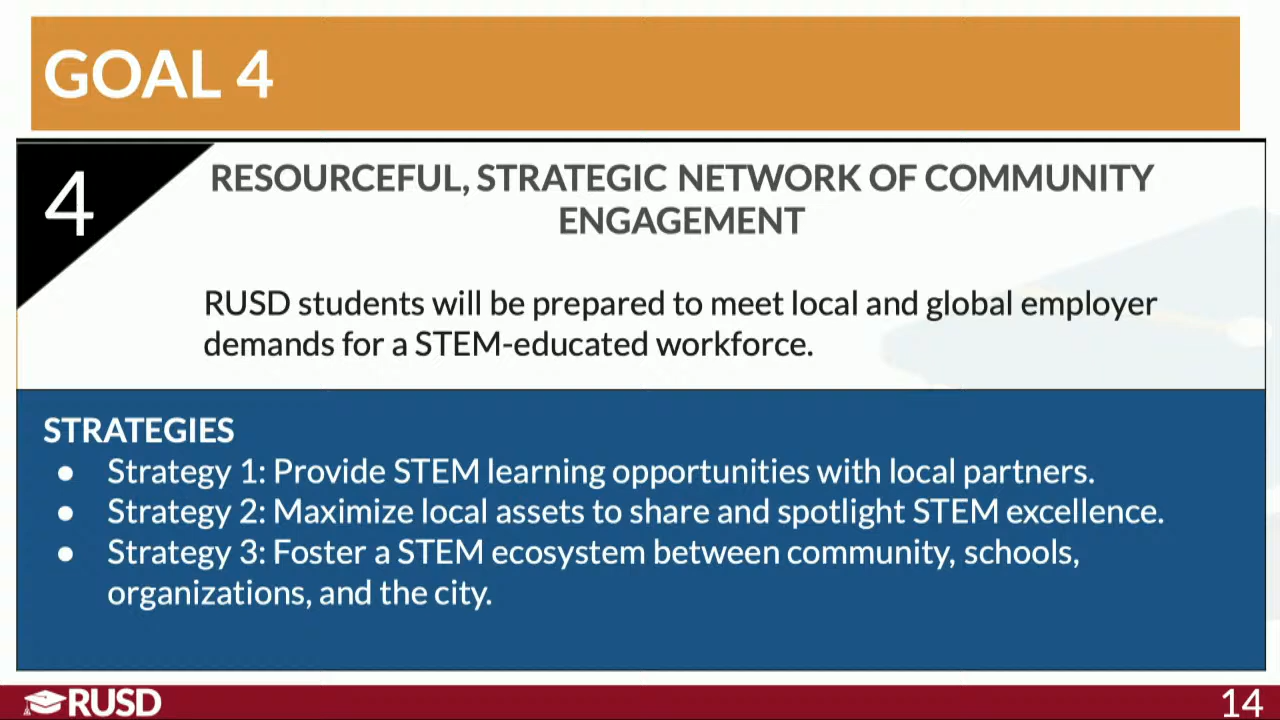 GOAL 4
4
RESOURCEFUL, STRATEGIC NETWORK OF COMMUNITY
ENGAGEMENT
RUSD students will be prepared to meet local and global employer
demands for a STEM-educated workforce.
STRATEGIES
● Strategy 1: Provide STEM learning opportunities with local partners.
● Strategy 2: Maximize local assets to share and spotlight STEM excellence.
● Strategy 3: Foster a STEM ecosystem between community, schools,
organizations, and the city.
RUSD
14